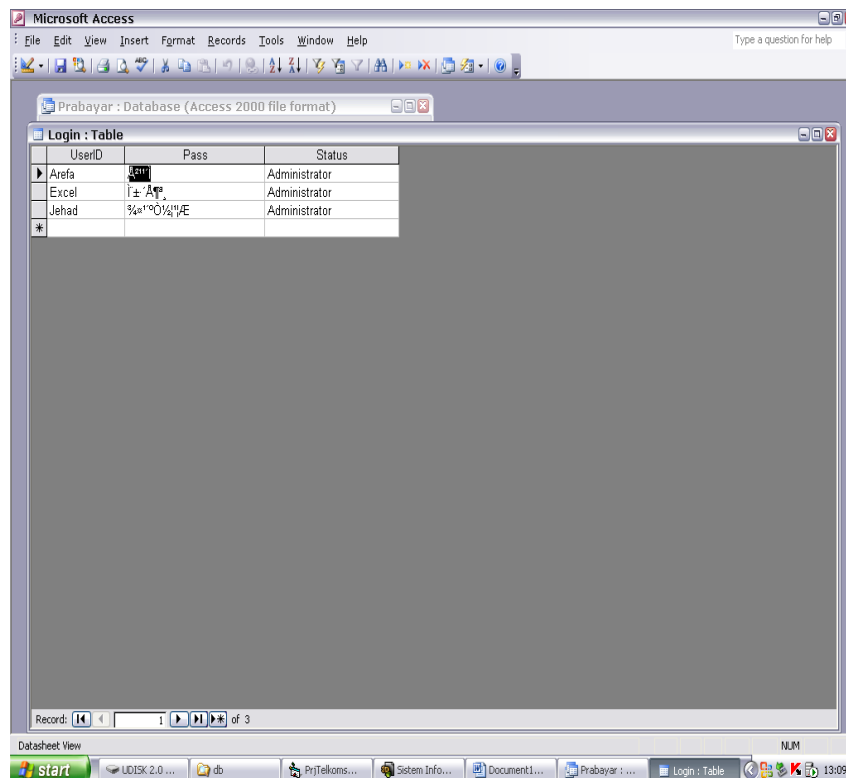 Microsoft Access
File Edit View Insert Format Records Tools Window Help
Type a question for help
Prabayar : Database (Access 2000 file format)
Login : Table
UserID Pass Status
Arefa Administrator
Excel Administrator
Jehad Administrator
Record: 1 of 3
Datasheet View NUM
start UDISK 2.0 ... db PrjTelkoms... Sistem Info... Document1... Prabayar : ... Login : Table 13:09